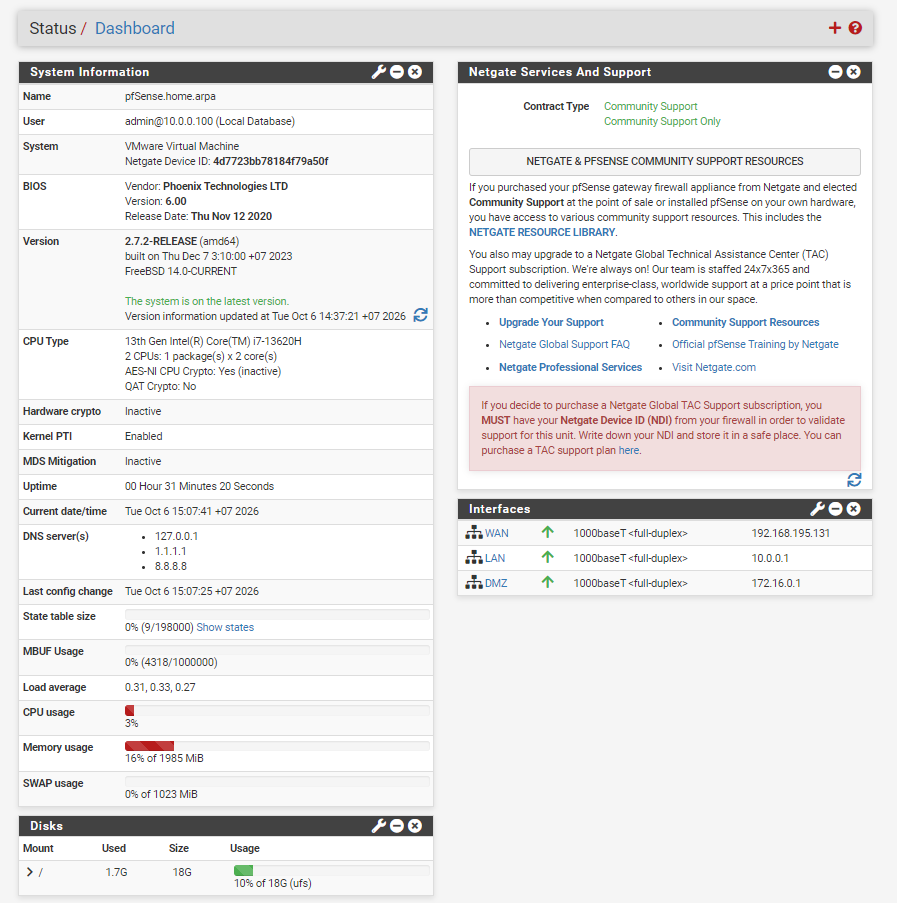 Status / Dashboard
System Information
Name pfSense.home.arpa
User admin@10.0.0.100 (Local Database)
System VMware Virtual Machine
Netgate Device ID: 4d7723bb78184f79a50f
BIOS Vendor: Phoenix Technologies LTD
Version: 6.00
Release Date: Thu Nov 12 2020
Version 2.7.2-RELEASE (amd64)
built on Thu Dec 7 3:10:00 +07 2023
FreeBSD 14.0-CURRENT
The system is on the latest version.
Version information updated at Tue Oct 6 14:37:21 +07 2026
CPU Type 13th Gen Intel(R) Core(TM) i7-13620H
2 CPUs: 1 package(s) x 2 core(s)
AES-NI CPU Crypto: Yes (inactive)
QAT Crypto: No
Hardware crypto Inactive
Kernel PTI Enabled
MDS Mitigation Inactive
Uptime 00 Hour 31 Minutes 20 Seconds
Current date/time Tue Oct 6 15:07:41 +07 2026
DNS server(s) 127.0.0.1
1.1.1.1
8.8.8.8
Last config change Tue Oct 6 15:07:25 +07 2026
State table size
0% (9/198000) Show states
MBUF Usage
0% (4318/1000000)
Load average 0.31, 0.33, 0.27
CPU usage
3%
Memory usage
16% of 1985 MiB
SWAP usage
0% of 1023 MiB
Disks
Mount Used Size Usage
/ 1.7G 18G
10% of 18G (ufs)
Netgate Services And Support
Contract Type Community Support
Community Support Only
NETGATE & PFSENSE COMMUNITY SUPPORT RESOURCES
If you purchased your pfSense gateway firewall appliance from Netgate and elected
Community Support at the point of sale or installed pfSense on your own hardware,
you have access to various community support resources. This includes the
NETGATE RESOURCE LIBRARY.
You also may upgrade to a Netgate Global Technical Assistance Center (TAC)
Support subscription. We're always on! Our team is staffed 24x7x365 and
committed to delivering enterprise-class, worldwide support at a price point that is
more than competitive when compared to others in our space.
Upgrade Your Support
Community Support Resources
Netgate Global Support FAQ
Official pfSense Training by Netgate
Netgate Professional Services
Visit Netgate.com
If you decide to purchase a Netgate Global TAC Support subscription, you
MUST have your Netgate Device ID (NDI) from your firewall in order to validate
support for this unit. Write down your NDI and store it in a safe place. You can
purchase a TAC support plan here.
Interfaces
WAN 1000baseT <full-duplex> 192.168.195.131
LAN 1000baseT <full-duplex> 10.0.0.1
DMZ 1000baseT <full-duplex> 172.16.0.1